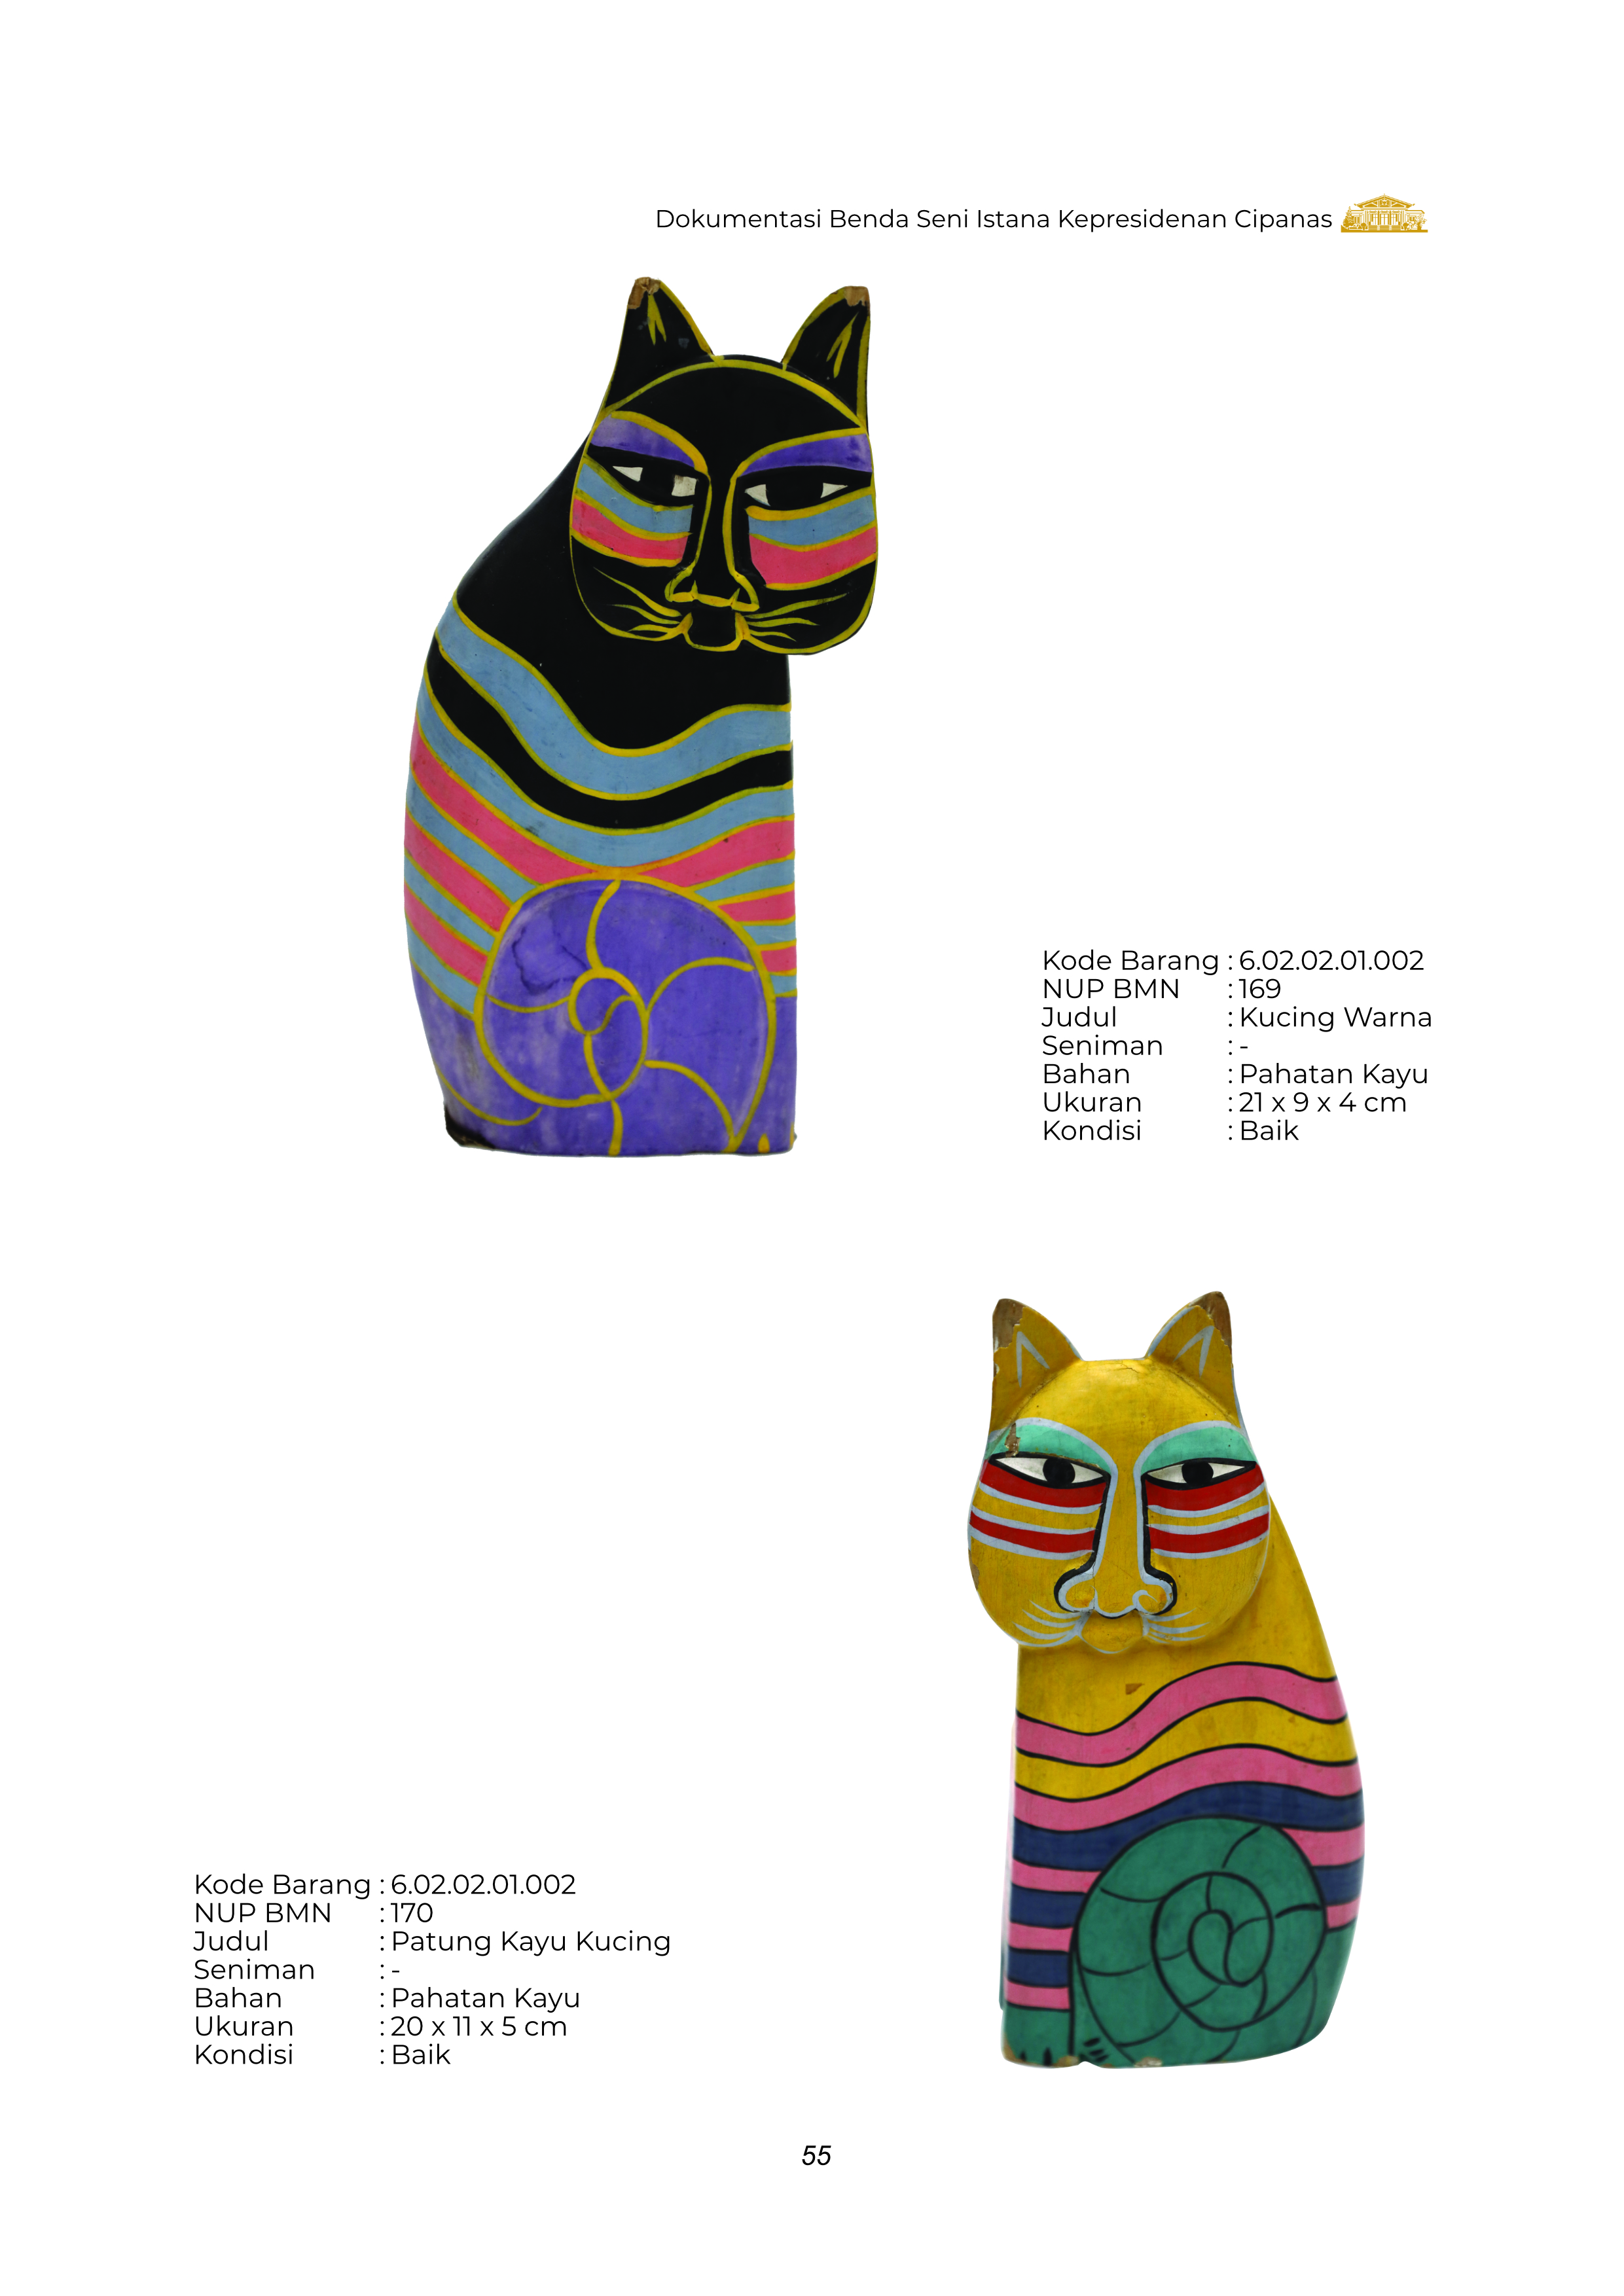 Dokumentasi Benda Seni Istana Kepresidenan Cipanas
Kode Barang : 6.02.02.01.002
NUP BMN : 169
Judul : Kucing Warna
Seniman : -
Bahan : Pahatan Kayu
Ukuran : 21 x 9 x 4 cm
Kondisi : Baik
Kode Barang : 6.02.02.01.002
NUP BMN : 170
Judul : Patung Kayu Kucing
Seniman : -
Bahan : Pahatan Kayu
Ukuran : 20 x 11 x 5 cm
Kondisi : Baik
55